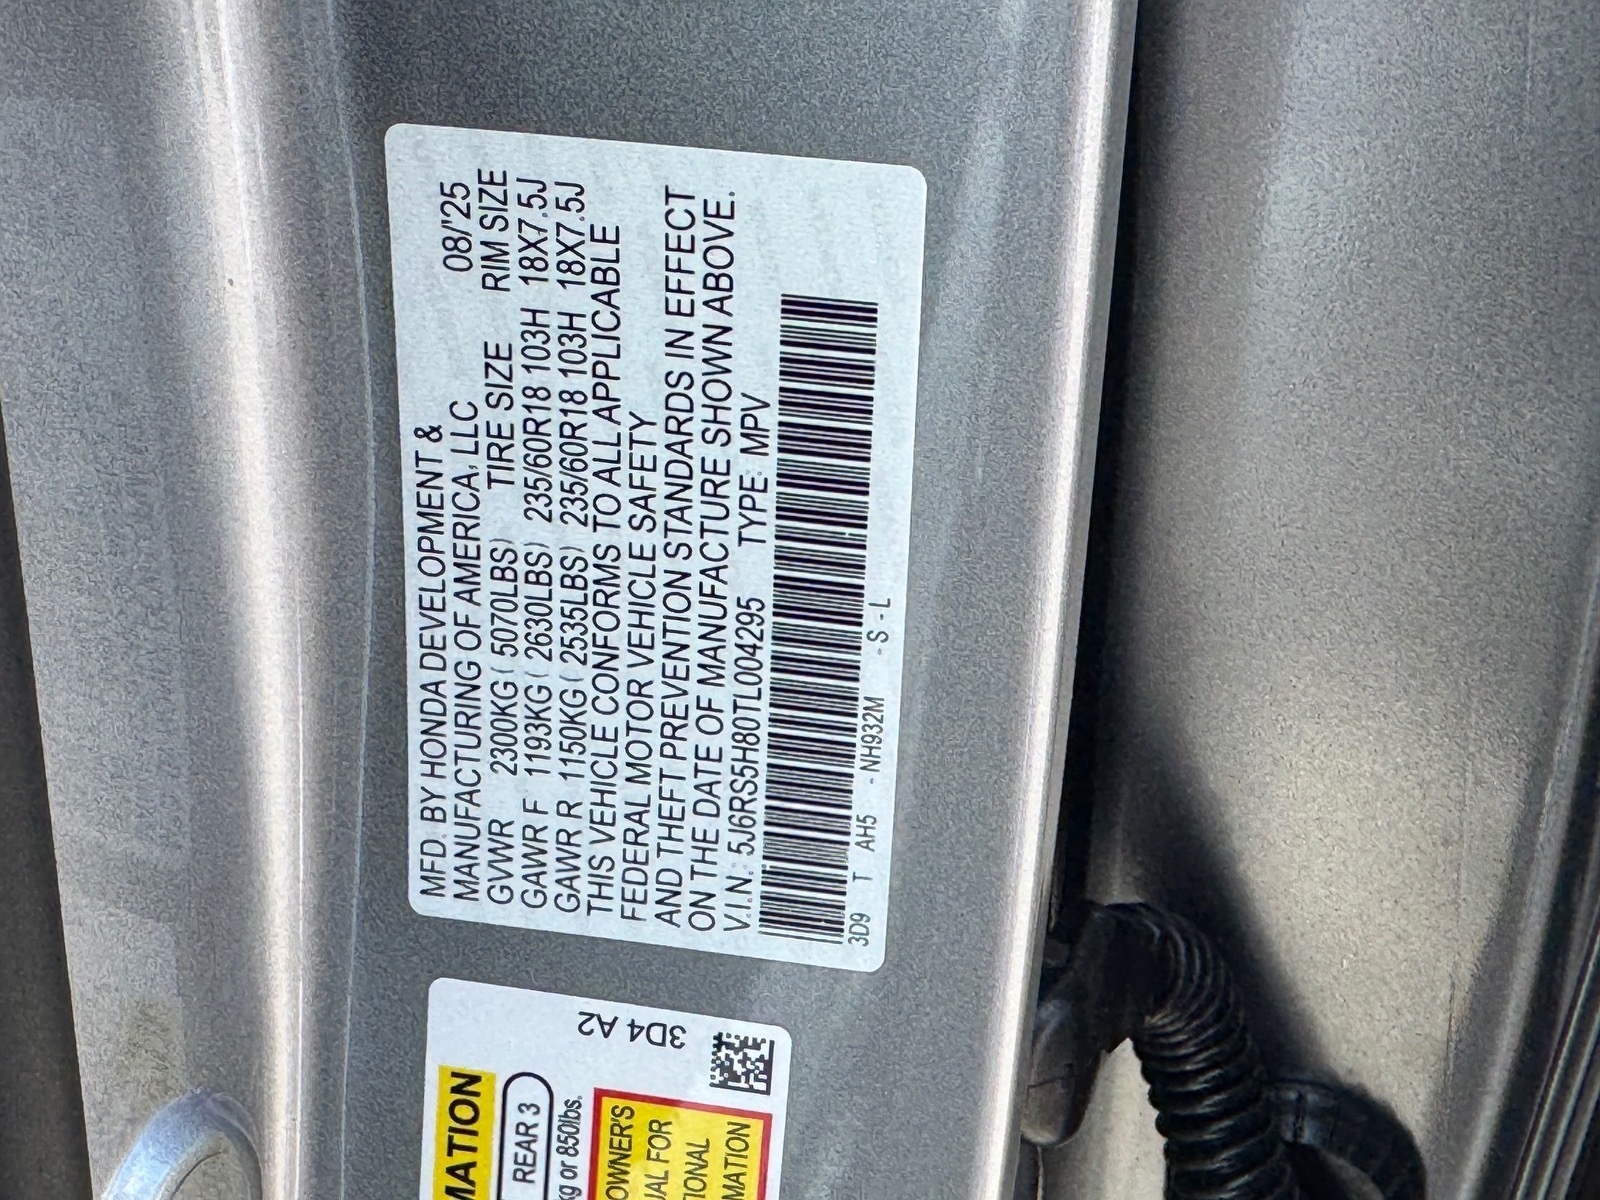 MFD. BY HONDA DEVELOPMENT &
MANUFACTURING OF AMERICA, LLC 08/'25
GVWR 2300KG ( 5070LBS) TIRE SIZE RIM SIZE
GAWR F 1193KG ( 2630LBS) 235/60R18 103H 18X7.5J
GAWR R 1150KG ( 2535LBS) 235/60R18 103H 18X7.5J
THIS VEHICLE CONFORMS TO ALL APPLICABLE
FEDERAL MOTOR VEHICLE SAFETY
AND THEFT PREVENTION STANDARDS IN EFFECT
ON THE DATE OF MANUFACTURE SHOWN ABOVE.
V.I.N.: 5J6RS5H80TL004295 TYPE: MPV
3D9 T AH5 - NH932M - S - L
3D4 A2
MATION
REAR 3
kg or 850lbs.
OWNER'S
UAL FOR
TIONAL
MATION